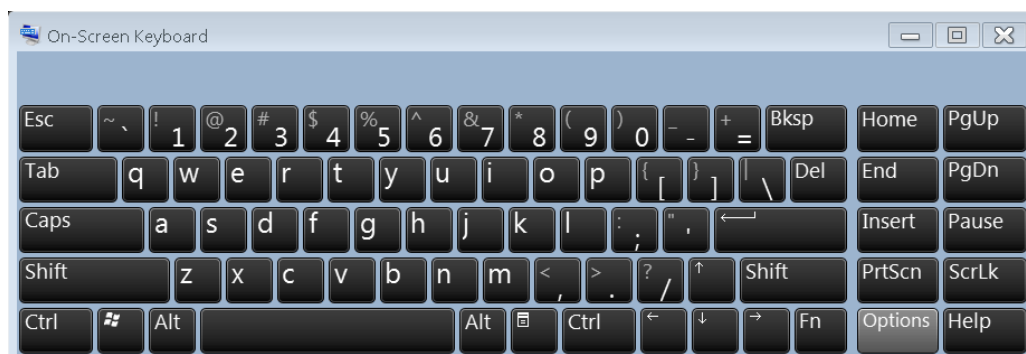 On-Screen Keyboard
Esc ~ ` ! 1 @ 2 # 3 $ 4 % 5 ^ 6 & 7 * 8 ( 9 ) 0 _ - + = Bksp Home PgUp
Tab q w e r t y u i o p { [ } ] | \ Del End PgDn
Caps a s d f g h j k l : ; " ' Insert Pause
Shift z x c v b n m < , > . ? / ↑ Shift PrtScn ScrLk
Ctrl Alt Alt Ctrl ← ↓ → Fn Options Help